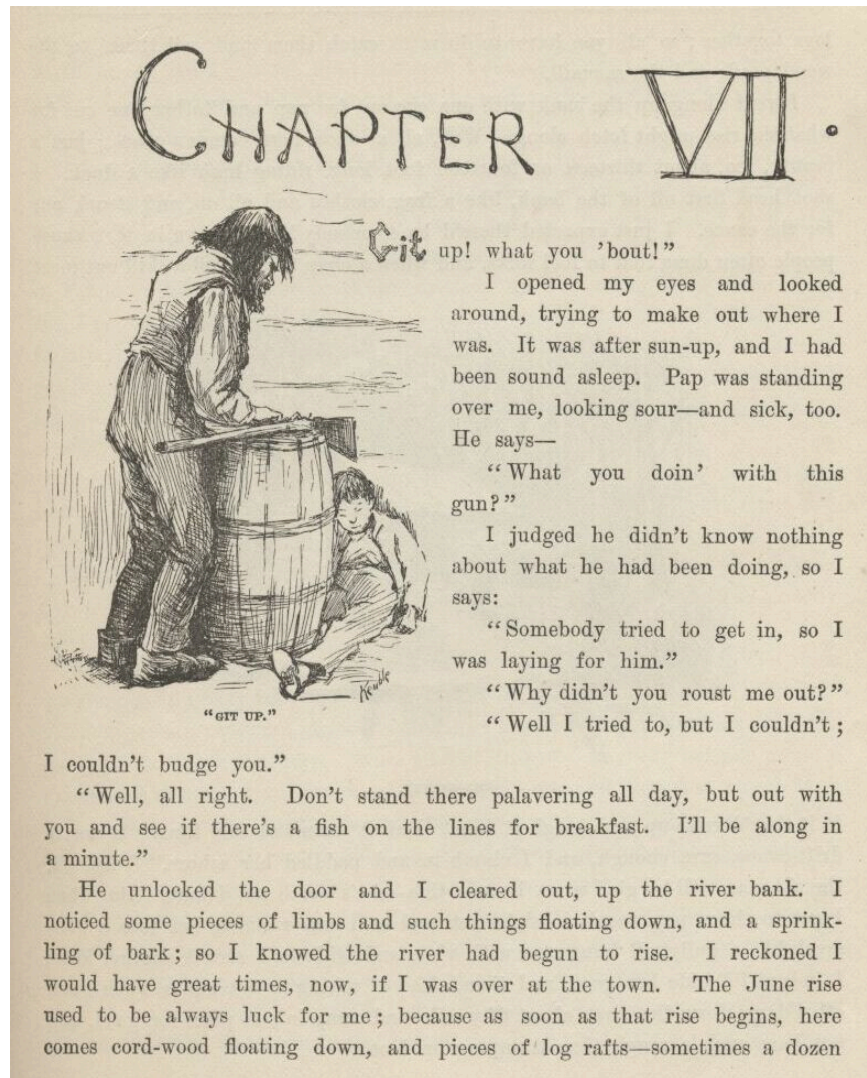 CHAPTER VII.
Git up! what you 'bout!"
I opened my eyes and looked
around, trying to make out where I
was. It was after sun-up, and I had
been sound asleep. Pap was standing
over me, looking sour—and sick, too.
He says—
"What you doin' with this
gun?"
I judged he didn't know nothing
about what he had been doing, so I
says:
"Somebody tried to get in, so I
was laying for him."
"Why didn't you roust me out?"
"Well I tried to, but I couldn't;
Kemble
"GIT UP."
I couldn't budge you."
"Well, all right. Don't stand there palavering all day, but out with
you and see if there's a fish on the lines for breakfast. I'll be along in
a minute."
He unlocked the door and I cleared out, up the river bank. I
noticed some pieces of limbs and such things floating down, and a sprink-
ling of bark; so I knowed the river had begun to rise. I reckoned I
would have great times, now, if I was over at the town. The June rise
used to be always luck for me; because as soon as that rise begins, here
comes cord-wood floating down, and pieces of log rafts—sometimes a dozen